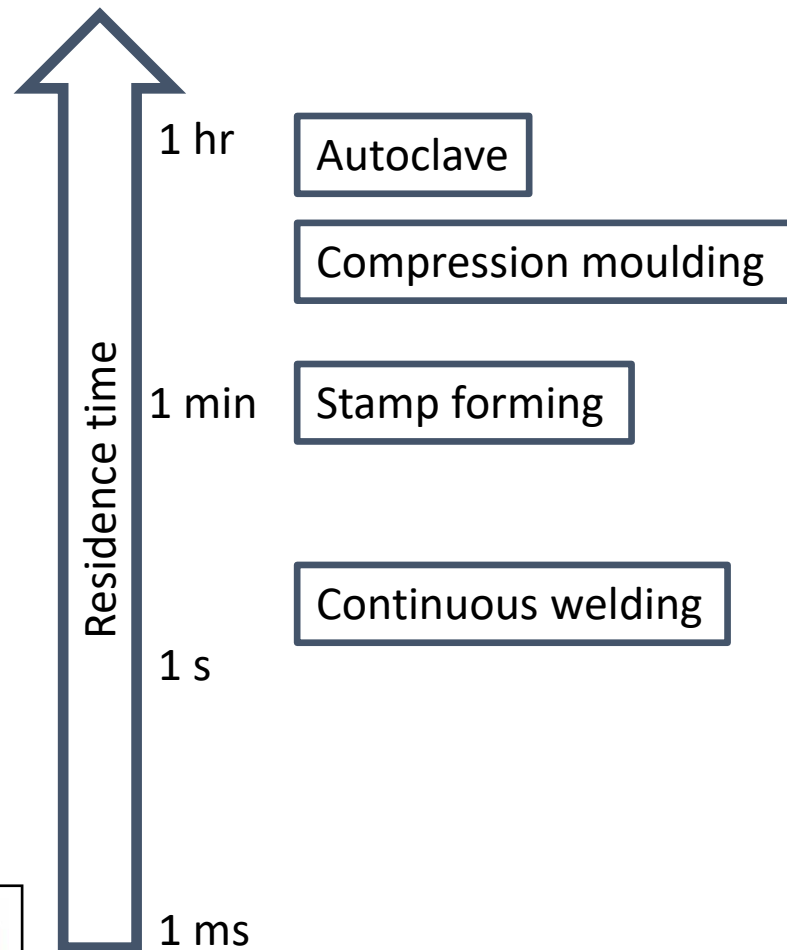 1 hr
Autoclave
Compression moulding
Residence time
1 min
Stamp forming
Continuous welding
1 s
1 ms